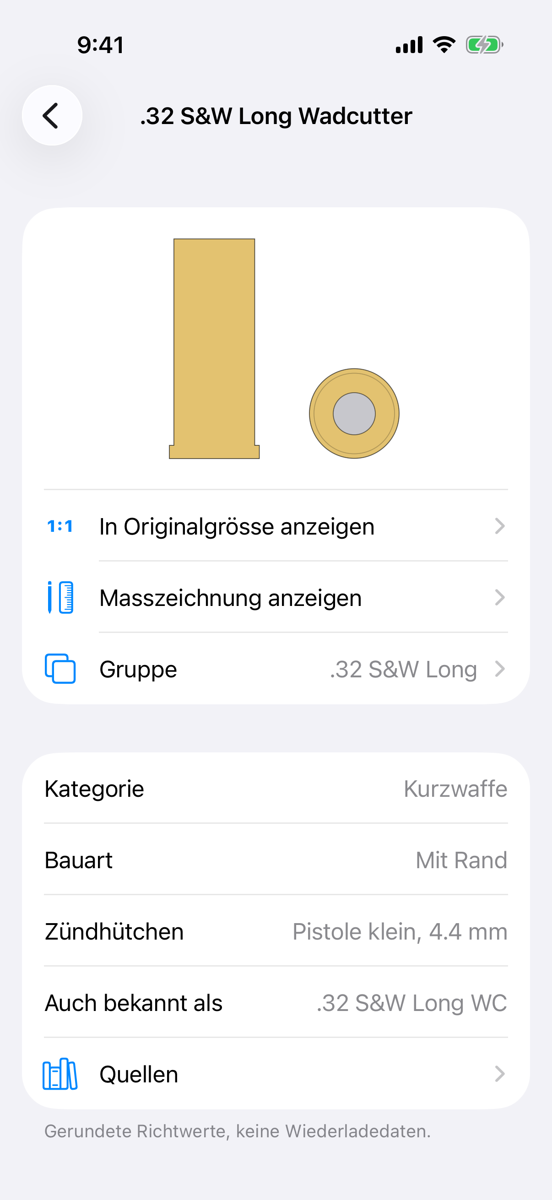 9:41
.32 S&W Long Wadcutter
1:1 In Originalgrösse anzeigen
Masszeichnung anzeigen
Gruppe .32 S&W Long
Kategorie Kurzwaffe
Bauart Mit Rand
Zündhütchen Pistole klein, 4.4 mm
Auch bekannt als .32 S&W Long WC
Quellen
Gerundete Richtwerte, keine Wiederladedaten.